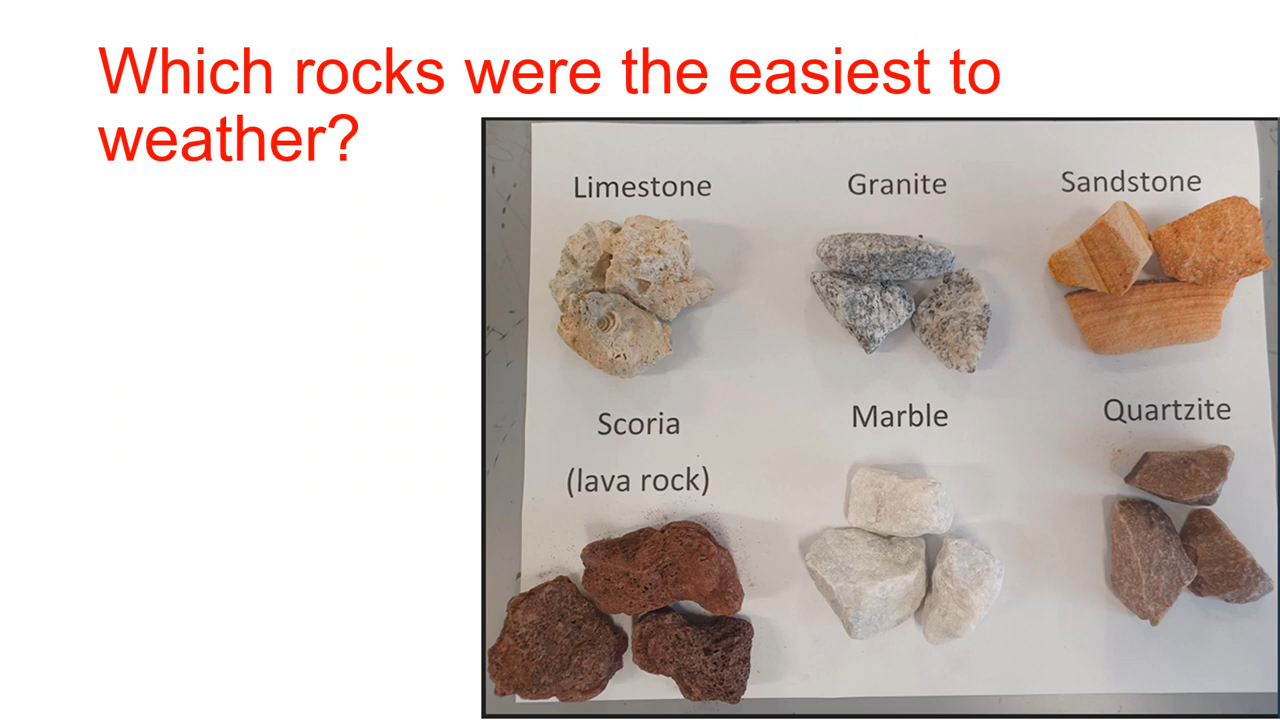 Which rocks were the easiest to
weather?
Limestone
Granite
Sandstone
Scoria
(lava rock)
Marble
Quartzite